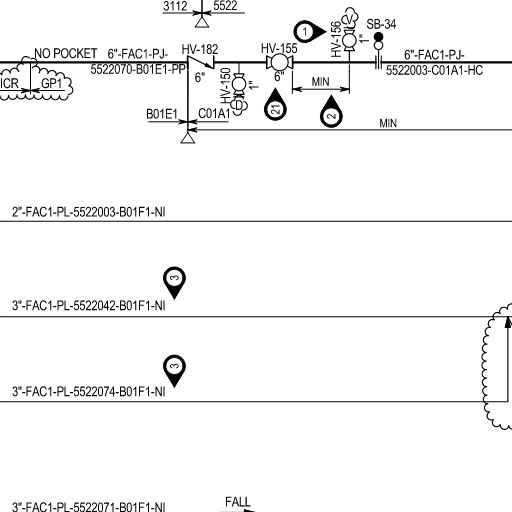 3112 5522
1
HV-156
1"
SB-34
NO POCKET
6"-FAC1-PJ-
5522070-B01E1-PP
HV-182
6"
HV-150
1"
D
HV-155
6"
6"-FAC1-PJ-
5522003-C01A1-HC
ICR GP1
MIN
21
2
B01E1 C01A1
MIN
2"-FAC1-PL-5522003-B01F1-NI
3
3"-FAC1-PL-5522042-B01F1-NI
3
3"-FAC1-PL-5522074-B01F1-NI
3"-FAC1-PL-5522071-B01F1-NI
FALL